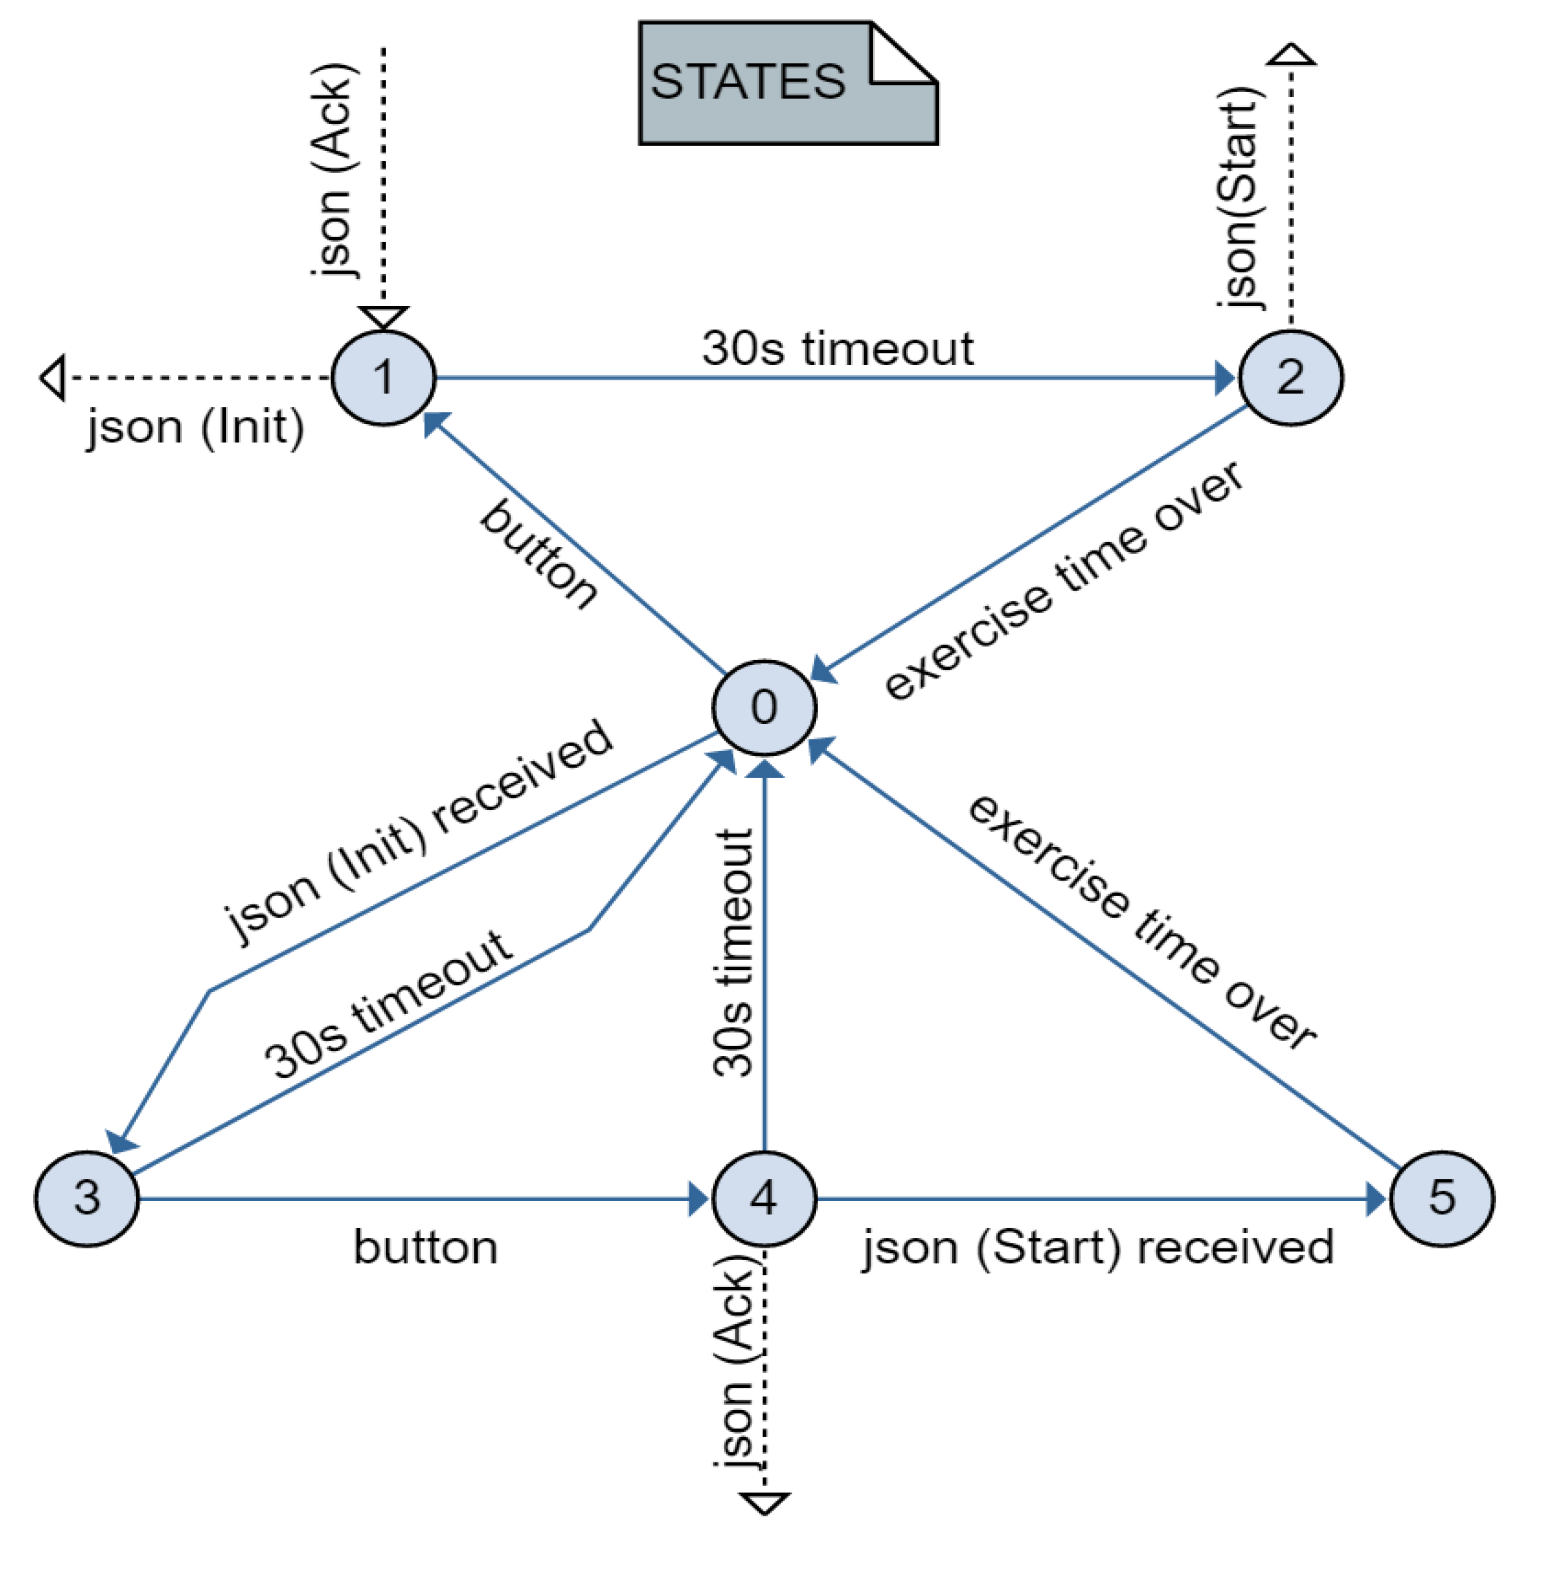 STATES
json (Ack)
json(Start)
30s timeout
1
2
json (Init)
button
exercise time over
0
json (Init) received
30s timeout
30s timeout
exercise time over
3
4
5
button
json (Start) received
json (Ack)